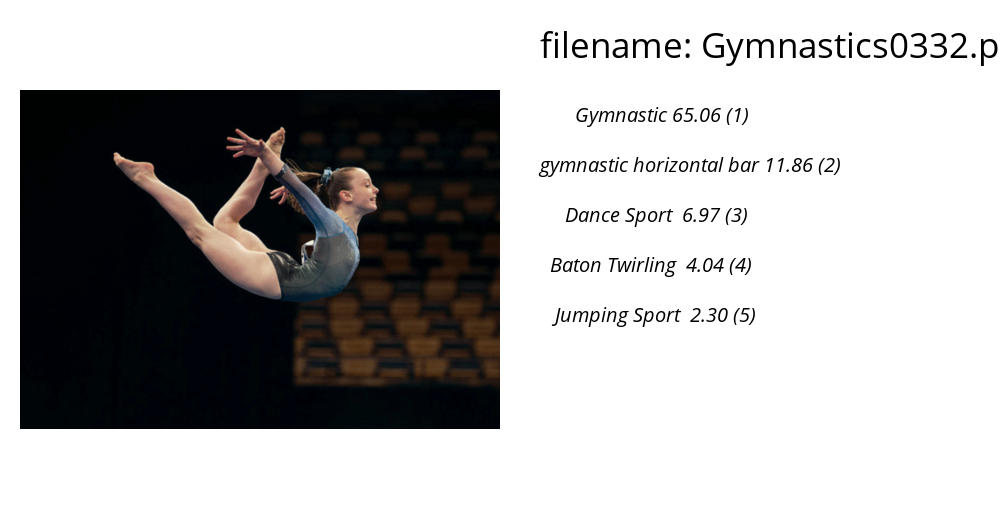 filename: Gymnastics0332.p
Gymnastic 65.06 (1)
gymnastic horizontal bar 11.86 (2)
Dance Sport 6.97 (3)
Baton Twirling 4.04 (4)
Jumping Sport 2.30 (5)